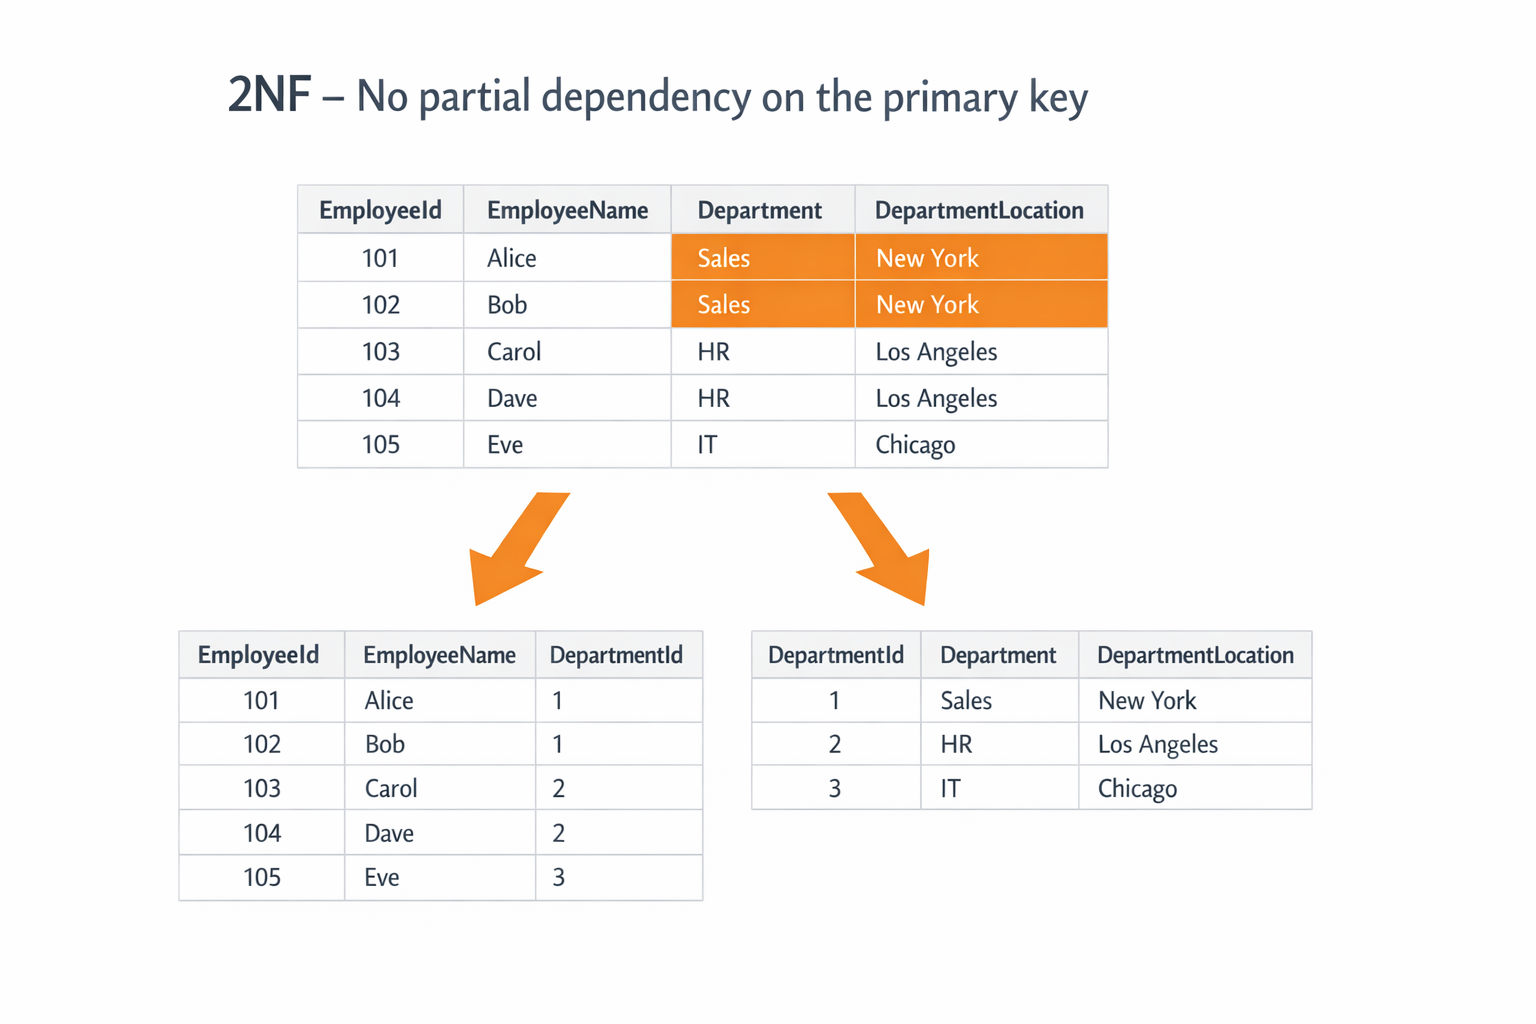 2NF – No partial dependency on the primary key
EmployeeId EmployeeName Department DepartmentLocation
101 Alice Sales New York
102 Bob Sales New York
103 Carol HR Los Angeles
104 Dave HR Los Angeles
105 Eve IT Chicago
EmployeeId EmployeeName DepartmentId
101 Alice 1
102 Bob 1
103 Carol 2
104 Dave 2
105 Eve 3
DepartmentId Department DepartmentLocation
1 Sales New York
2 HR Los Angeles
3 IT Chicago